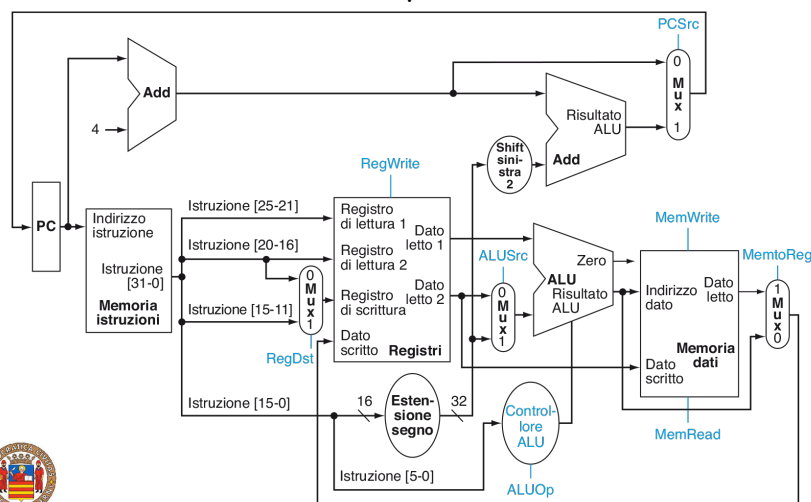 PCSrc
Add
4
0
M
u
x
1
Risultato
ALU
Add
Shift
sini-
stra
2
RegWrite
PC
Indirizzo
istruzione
Istruzione
[31-0]
Memoria
istruzioni
Istruzione [25-21]
Istruzione [20-16]
Istruzione [15-11]
0
M
u
x
1
RegDst
Registro
di lettura 1
Registro
di lettura 2
Registro
di scrittura
Dato
scritto
Dato
letto 1
Dato
letto 2
Registri
ALUSrc
0
M
u
x
1
Zero
ALU
Risultato
ALU
MemWrite
Indirizzo
dato
Dato
letto
Memoria
dati
Dato
scritto
MemRead
MemtoReg
1
M
u
x
0
Istruzione [15-0]
16
Esten-
sione
segno
32
Control-
lore
ALU
Istruzione [5-0]
ALUOp